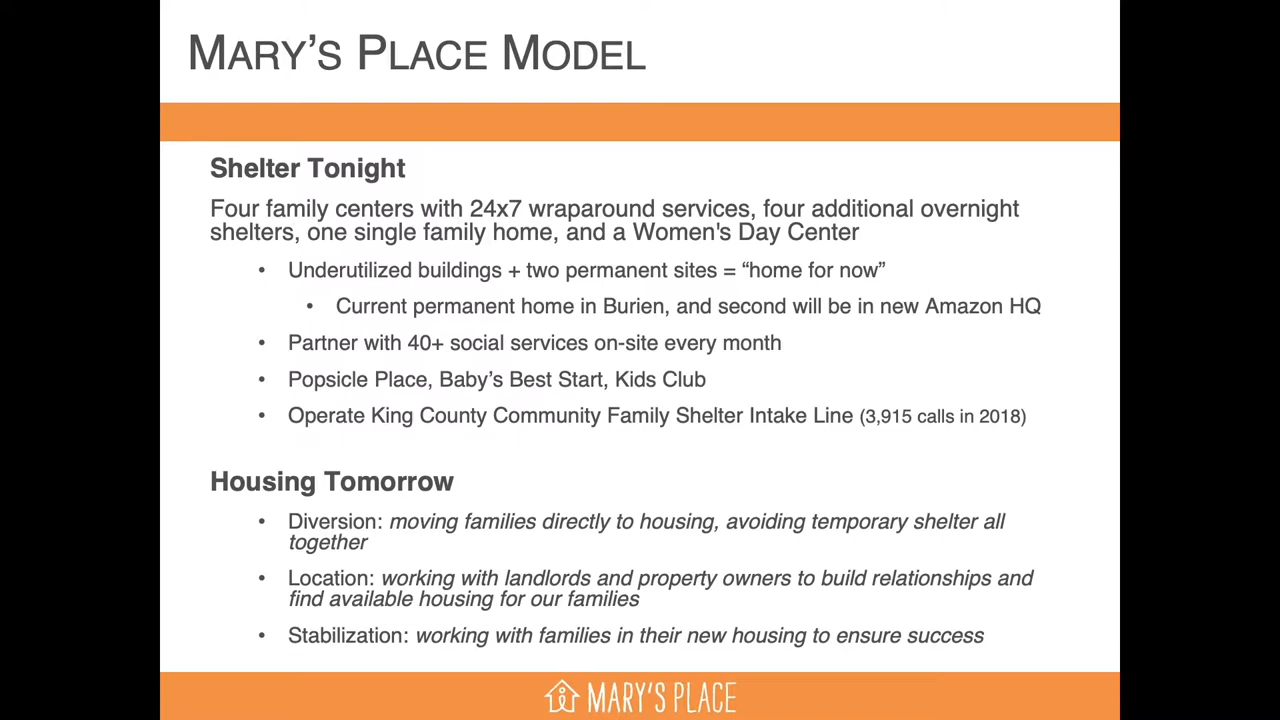 MARY'S PLACE MODEL
Shelter Tonight
Four family centers with 24x7 wraparound services, four additional overnight
shelters, one single family home, and a Women's Day Center
• Underutilized buildings + two permanent sites = “home for now”
• Current permanent home in Burien, and second will be in new Amazon HQ
• Partner with 40+ social services on-site every month
• Popsicle Place, Baby’s Best Start, Kids Club
• Operate King County Community Family Shelter Intake Line (3,915 calls in 2018)
Housing Tomorrow
• Diversion: moving families directly to housing, avoiding temporary shelter all
together
• Location: working with landlords and property owners to build relationships and
find available housing for our families
• Stabilization: working with families in their new housing to ensure success
MARY'S PLACE